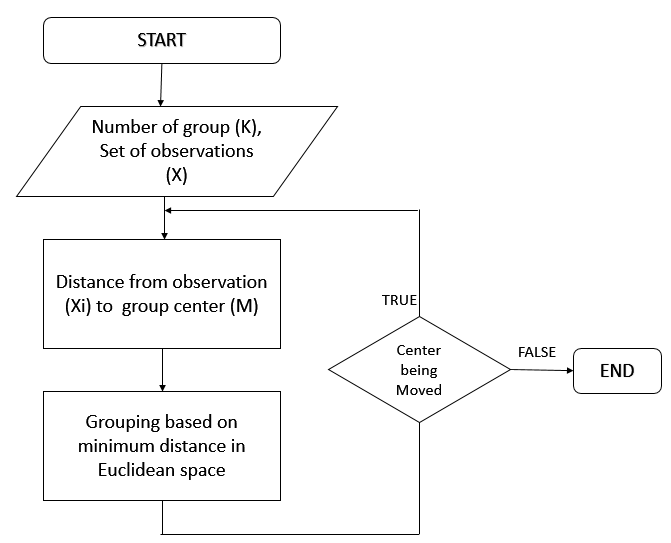 START
Number of group (K),
Set of observations
(X)
Distance from observation
(Xi) to group center (M)
Grouping based on
minimum distance in
Euclidean space
TRUE
Center
being
Moved
FALSE
END